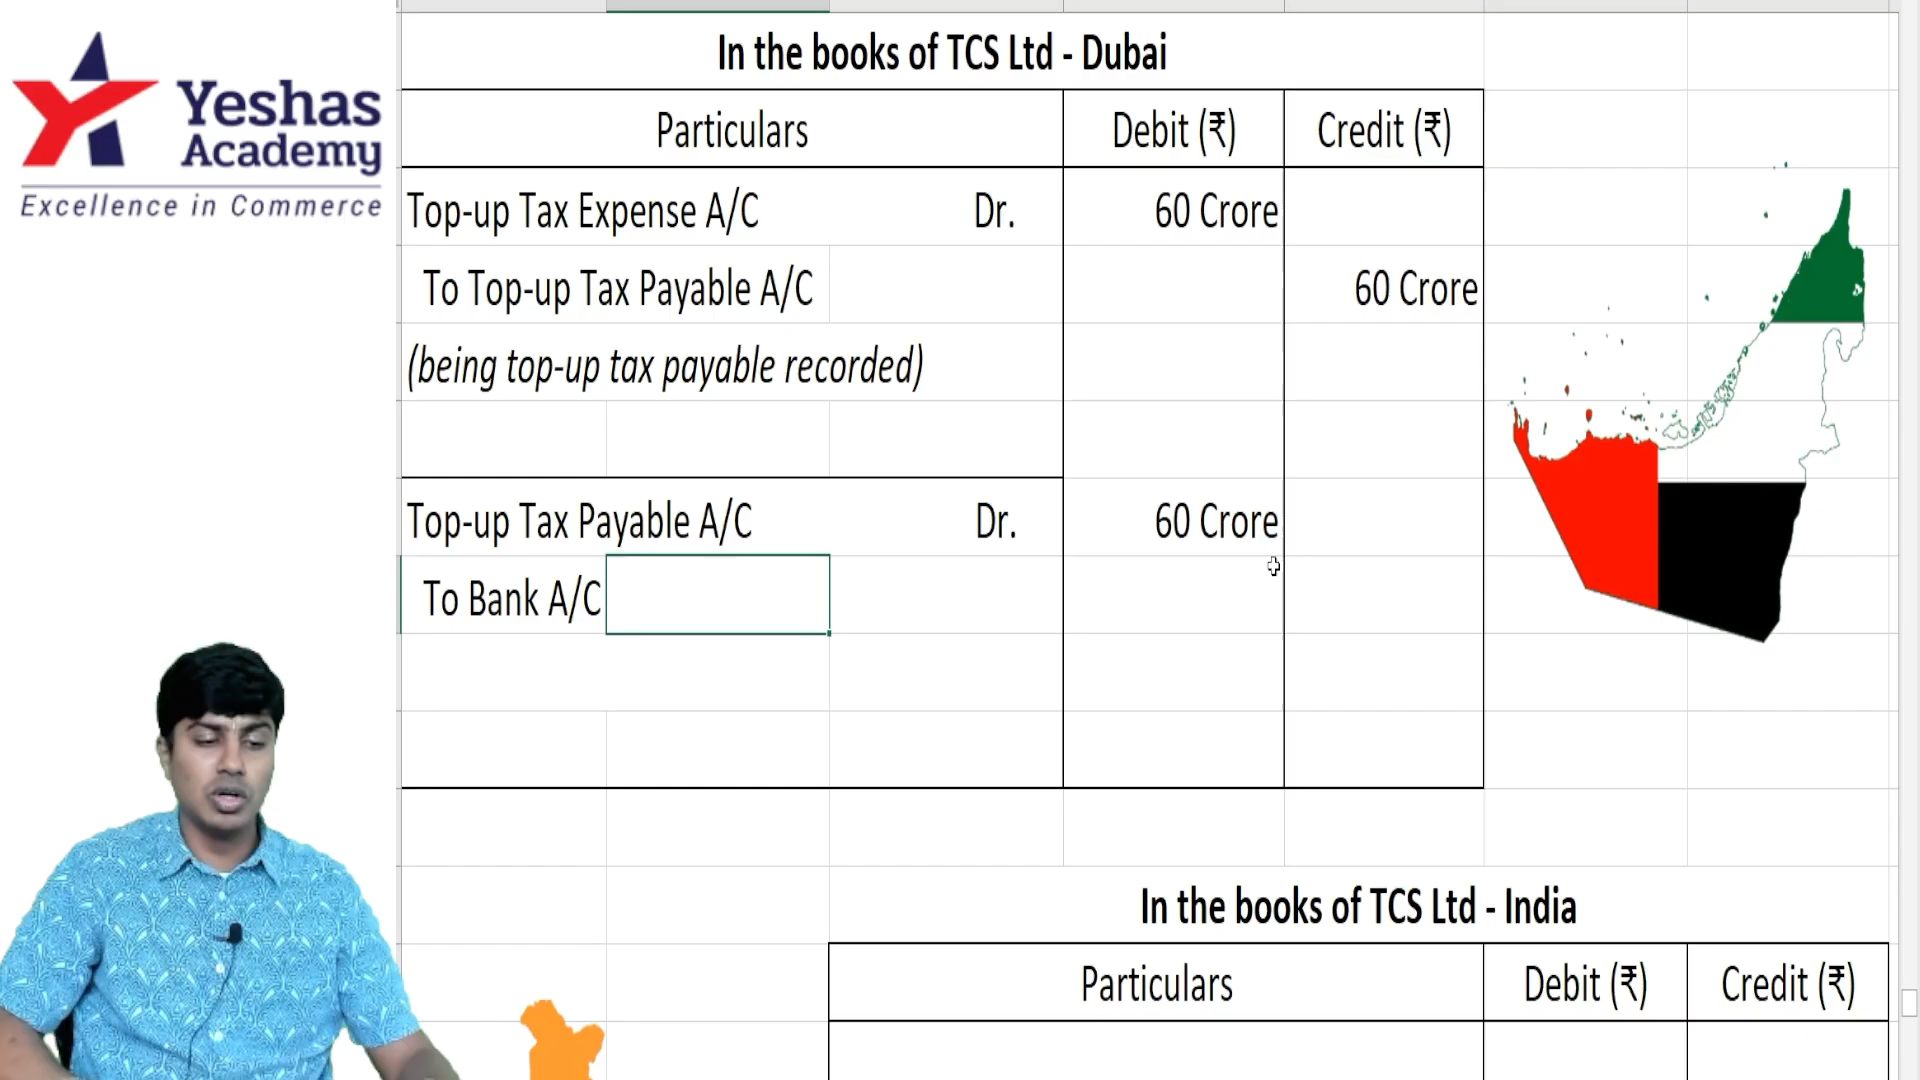 Yeshas
Academy
Excellence in Commerce
In the books of TCS Ltd - Dubai
Particulars Debit (₹) Credit (₹)
Top-up Tax Expense A/C Dr. 60 Crore
To Top-up Tax Payable A/C 60 Crore
(being top-up tax payable recorded)
Top-up Tax Payable A/C Dr. 60 Crore
To Bank A/C
In the books of TCS Ltd - India
Particulars Debit (₹) Credit (₹)